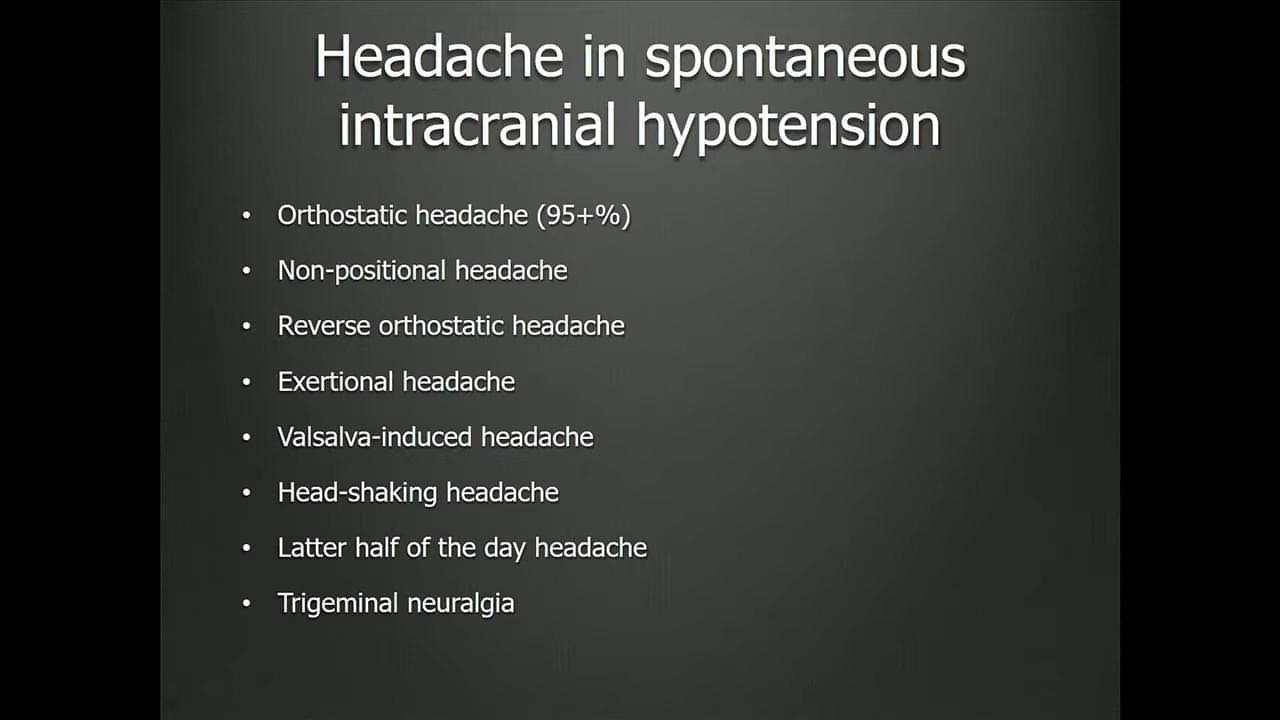 Headache in spontaneous
intracranial hypotension
• Orthostatic headache (95+%)
• Non-positional headache
• Reverse orthostatic headache
• Exertional headache
• Valsalva-induced headache
• Head-shaking headache
• Latter half of the day headache
• Trigeminal neuralgia